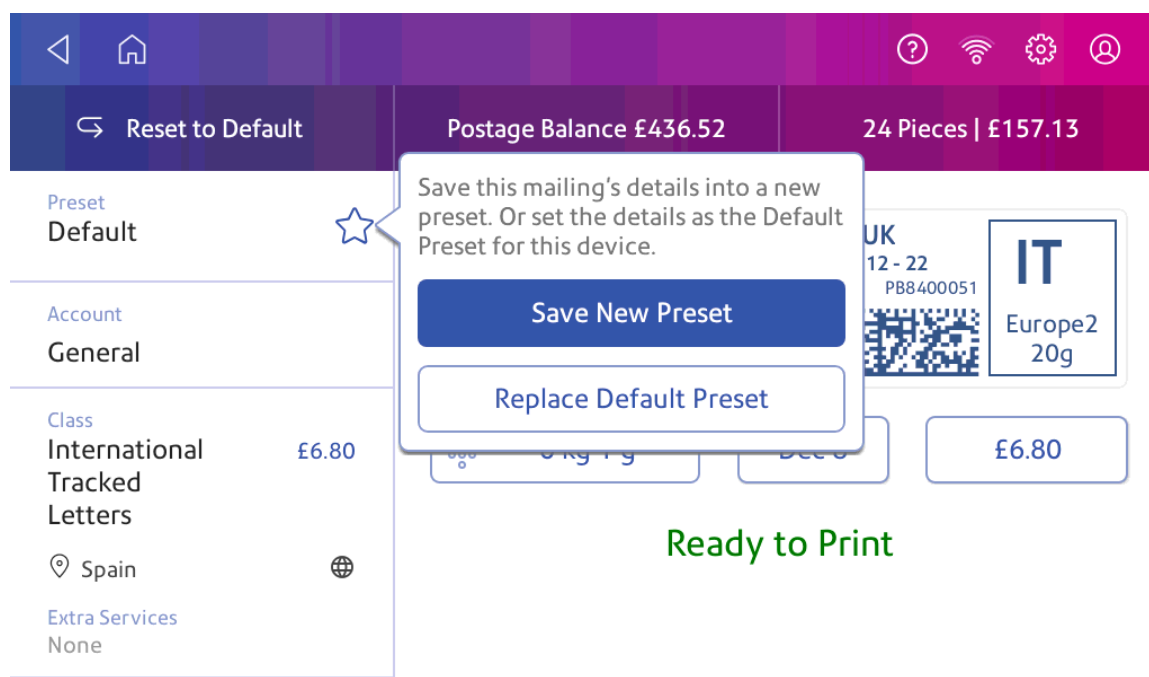 Reset to Default
Postage Balance £436.52
24 Pieces | £157.13
Preset
Default
Save this mailing's details into a new
preset. Or set the details as the Default
Preset for this device.
Save New Preset
Replace Default Preset
UK
12 - 22
PB8400051
IT
Europe2
20g
Account
General
Class
International
Tracked
Letters
£6.80
£6.80
Spain
Extra Services
None
Ready to Print